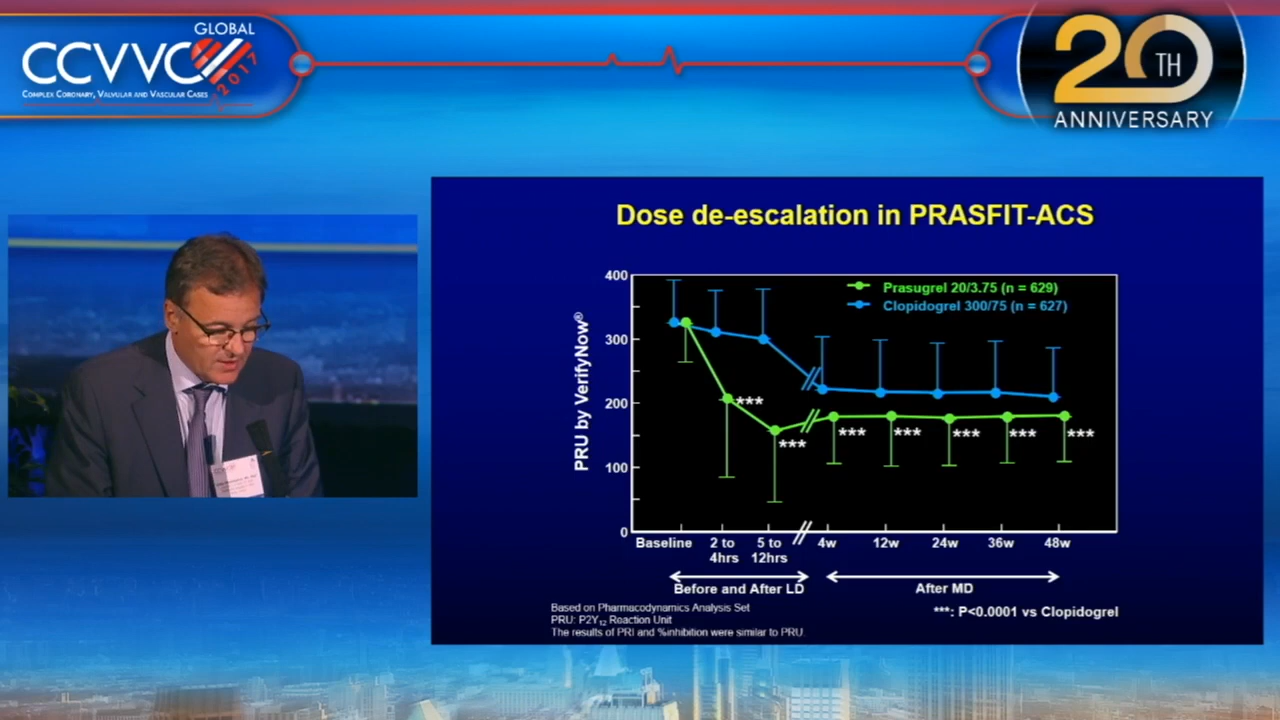 GLOBAL
CCVVC
2017
COMPLEX CORONARY, VALVULAR AND VASCULAR CASES
20TH
ANNIVERSARY
Dose de-escalation in PRASFIT-ACS
PRU by VerifyNow®
400
300
200
100
0
Prasugrel 20/3.75 (n = 629)
Clopidogrel 300/75 (n = 627)
***
***
***
***
***
***
***
Baseline
2 to 4hrs
5 to 12hrs
4w
12w
24w
36w
48w
Before and After LD
After MD
Based on Pharmacodynamics Analysis Set
PRU: P2Y12 Reaction Unit
The results of PRI and %inhibition were similar to PRU.
***: P<0.0001 vs Clopidogrel